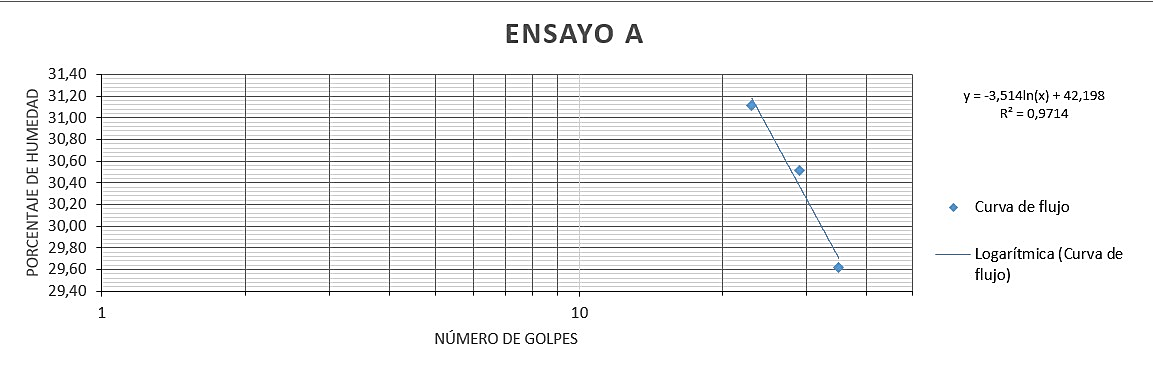 ENSAYO A
31,40
31,20
31,00
30,80
30,60
30,40
30,20
30,00
29,80
29,60
29,40
PORCENTAJE DE HUMEDAD
1
10
NÚMERO DE GOLPES
y = -3,514ln(x) + 42,198
R² = 0,9714
Curva de flujo
Logarítmica (Curva de
flujo)